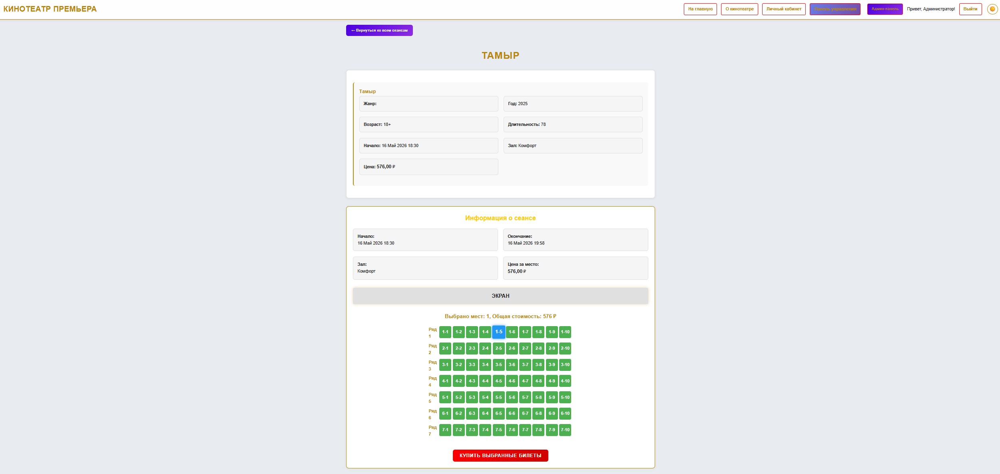 КИНОТЕАТР ПРЕМЬЕРА
На главную
О кинотеатре
Личный кабинет
Панель управления
Админ-панель
Привет, Администратор!
Выйти
← Вернуться ко всем сеансам
ТАМЫР
Тамыр
Жанр:
Год: 2025
Возраст: 18+
Длительность: 78
Начало: 16 Май 2026 18:30
Зал: Комфорт
Цена: 576,00 ₽
Информация о сеансе
Начало:
16 Май 2026 18:30
Окончание:
16 Май 2026 19:58
Зал:
Комфорт
Цена за место:
576,00 ₽
ЭКРАН
Выбрано мест: 1, Общая стоимость: 576 ₽
Ряд 1 1-1 1-2 1-3 1-4 1-5 1-6 1-7 1-8 1-9 1-10
Ряд 2 2-1 2-2 2-3 2-4 2-5 2-6 2-7 2-8 2-9 2-10
Ряд 3 3-1 3-2 3-3 3-4 3-5 3-6 3-7 3-8 3-9 3-10
Ряд 4 4-1 4-2 4-3 4-4 4-5 4-6 4-7 4-8 4-9 4-10
Ряд 5 5-1 5-2 5-3 5-4 5-5 5-6 5-7 5-8 5-9 5-10
Ряд 6 6-1 6-2 6-3 6-4 6-5 6-6 6-7 6-8 6-9 6-10
Ряд 7 7-1 7-2 7-3 7-4 7-5 7-6 7-7 7-8 7-9 7-10
КУПИТЬ ВЫБРАННЫЕ БИЛЕТЫ